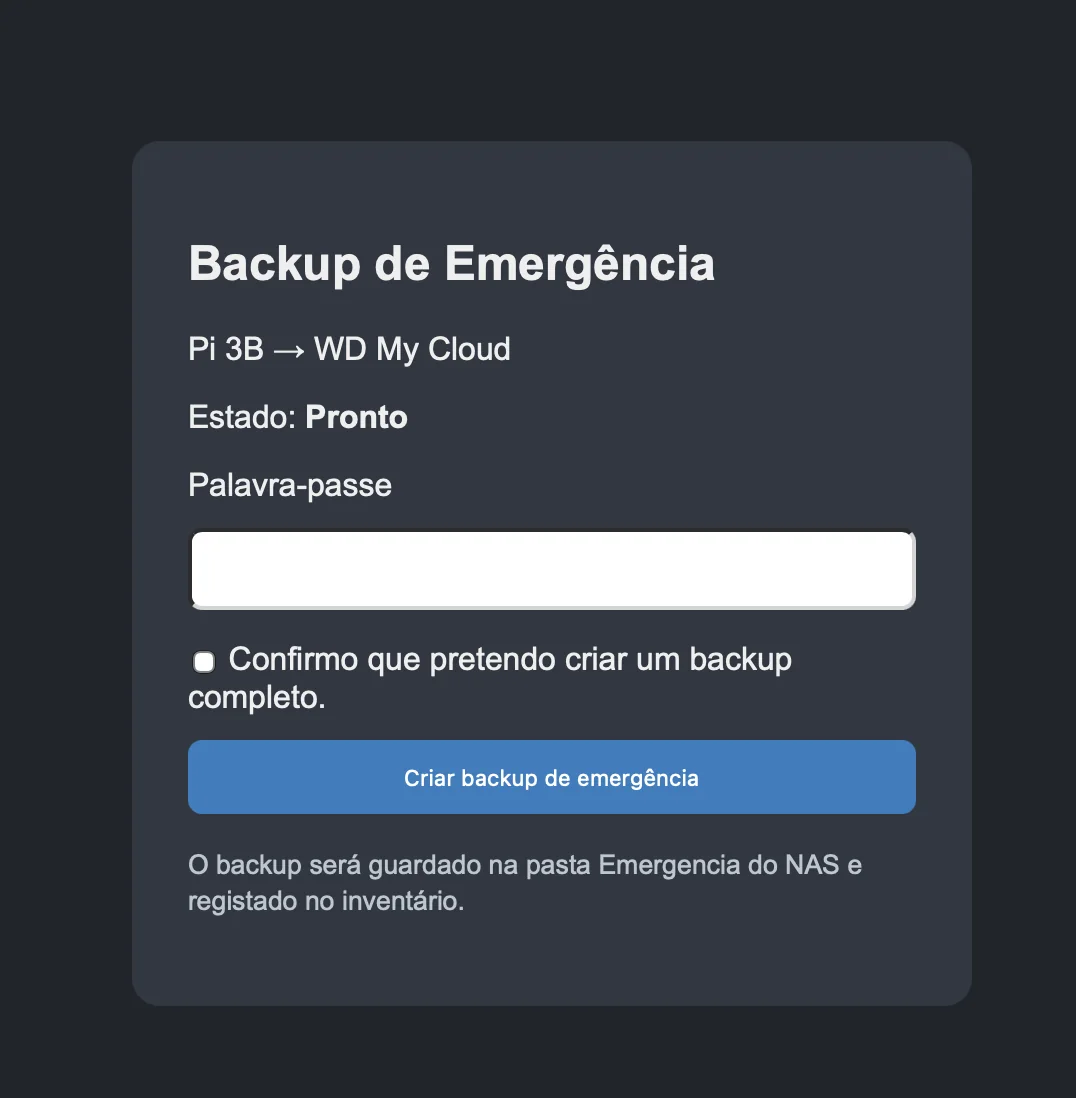 Backup de Emergência
Pi 3B → WD My Cloud
Estado: Pronto
Palavra-passe
Confirmo que pretendo criar um backup
completo.
Criar backup de emergência
O backup será guardado na pasta Emergencia do NAS e
registado no inventário.